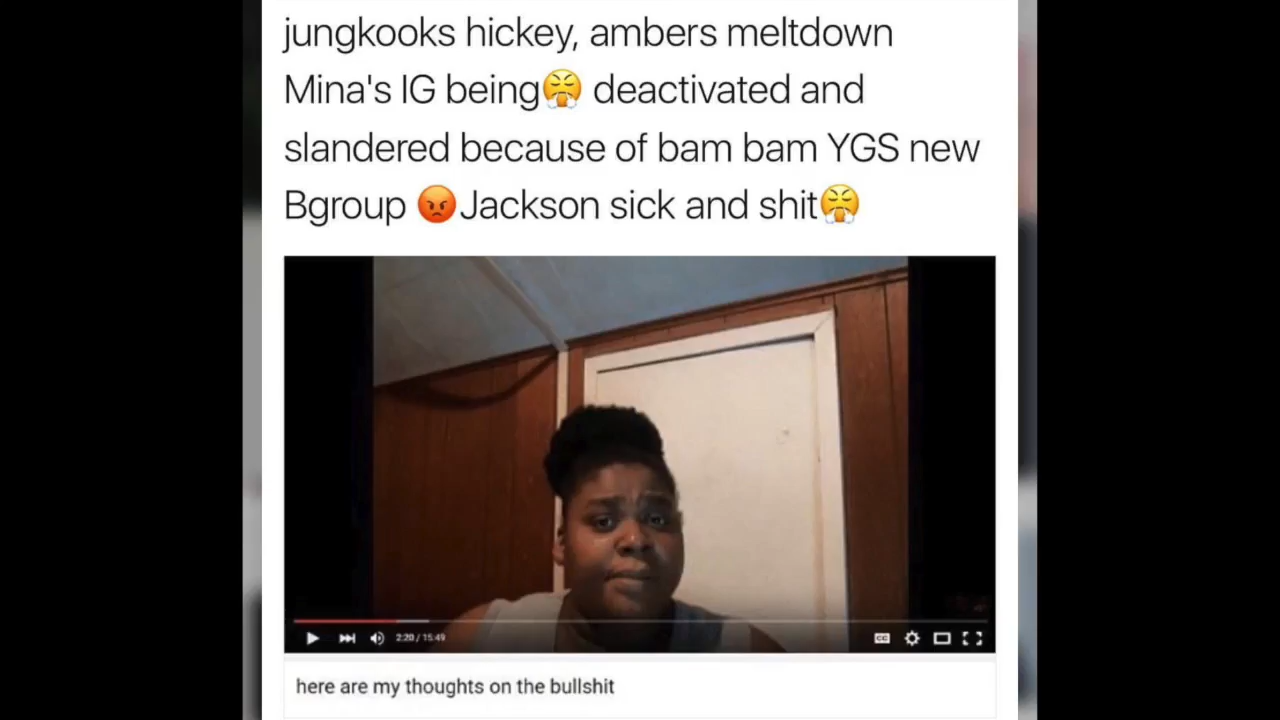 jungkooks hickey, ambers meltdown
Mina's IG being😤 deactivated and
slandered because of bam bam YGS new
Bgroup 😡Jackson sick and shit😤
2:20 / 15:49
CC
here are my thoughts on the bullshit